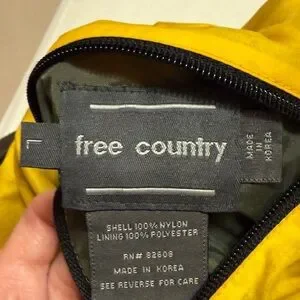 L
free country
MADE
IN
KOREA
SHELL 100% NYLON
LINING 100% POLYESTER
RN# 82608
MADE IN KOREA
SEE REVERSE FOR CARE